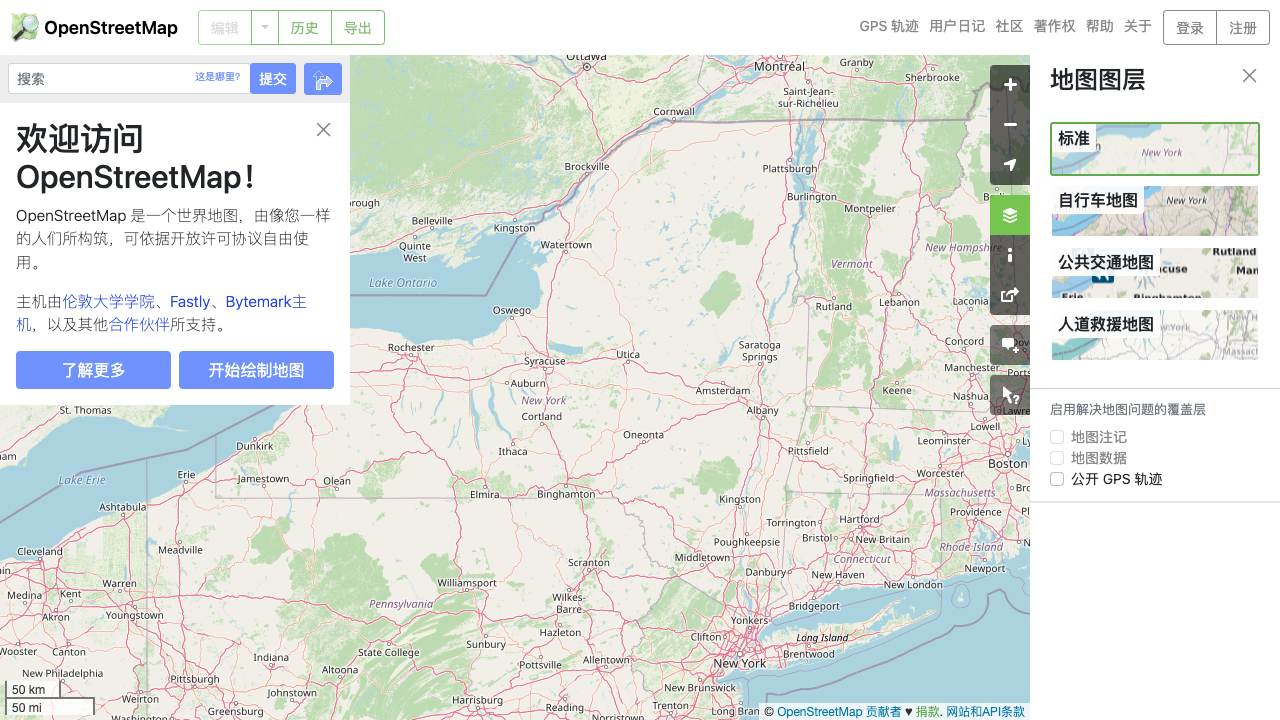 OpenStreetMap
编辑
历史
导出
GPS 轨迹
用户日记
社区
著作权
帮助
关于
登录
注册
搜索
这是哪里?
提交
欢迎访问
OpenStreetMap！
OpenStreetMap 是一个世界地图，由像您一样
的人们所构筑，可依据开放许可协议自由使
用。
主机由伦敦大学学院、Fastly、Bytemark主
机，以及其他合作伙伴所支持。
了解更多
开始绘制地图
Ottawa
Montréal
Granby
Sherbrooke
Saint-Jean-
sur-Richelieu
Cornwall
Brockville
Plattsburgh
Burlington
Montpelier
Berlin
Belleville
Kingston
Quinte
West
Watertown
New Hampshire
Vermont
Lake Ontario
Rutland
Lebanon
Laconia
Oswego
Rochester
Syracuse
Utica
Saratoga
Springs
Concord
Auburn
Amsterdam
Keene
Manchester
Nashua
New York
Albany
Cortland
Lowell
St. Thomas
Oneonta
Leominster
Dunkirk
Ithaca
Pittsfield
Boston
Lake Erie
Erie
Jamestown
Olean
Elmira
Binghamton
Springfield
Worcester
Massachusetts
Kingston
Ashtabula
Torrington
Hartford
Providence
Bristol
New Britain
Cleveland
Meadville
Poughkeepsie
Rhode Island
Middletown
Connecticut
Scranton
Danbury
New Haven
Newport
Warren
Williamsport
New London
Medina
Kent
Wilkes-
Barre
Pennsylvania
Bridgeport
Akron
Youngstown
Yonkers
Hazleton
Clifton
Long Island
Wooster
Canton
Sunbury
Brentwood
Indiana
State College
Pottsville
Allentown
New York
Altoona
New Philadelphia
Pittsburgh
Reading
New Brunswick
Johnstown
Weirton
Harrisburg
Trenton
Greensburg
Lancaster
Long Branch
Washington
Norristown
50 km
50 mi
© OpenStreetMap 贡献者 ♥ 捐款. 网站和API条款
地图图层
标准
New York
自行车地图
New York
公共交通地图
Rutland
Erie
Binghamton
人道救援地图
启用解决地图问题的覆盖层
地图注记
地图数据
公开 GPS 轨迹